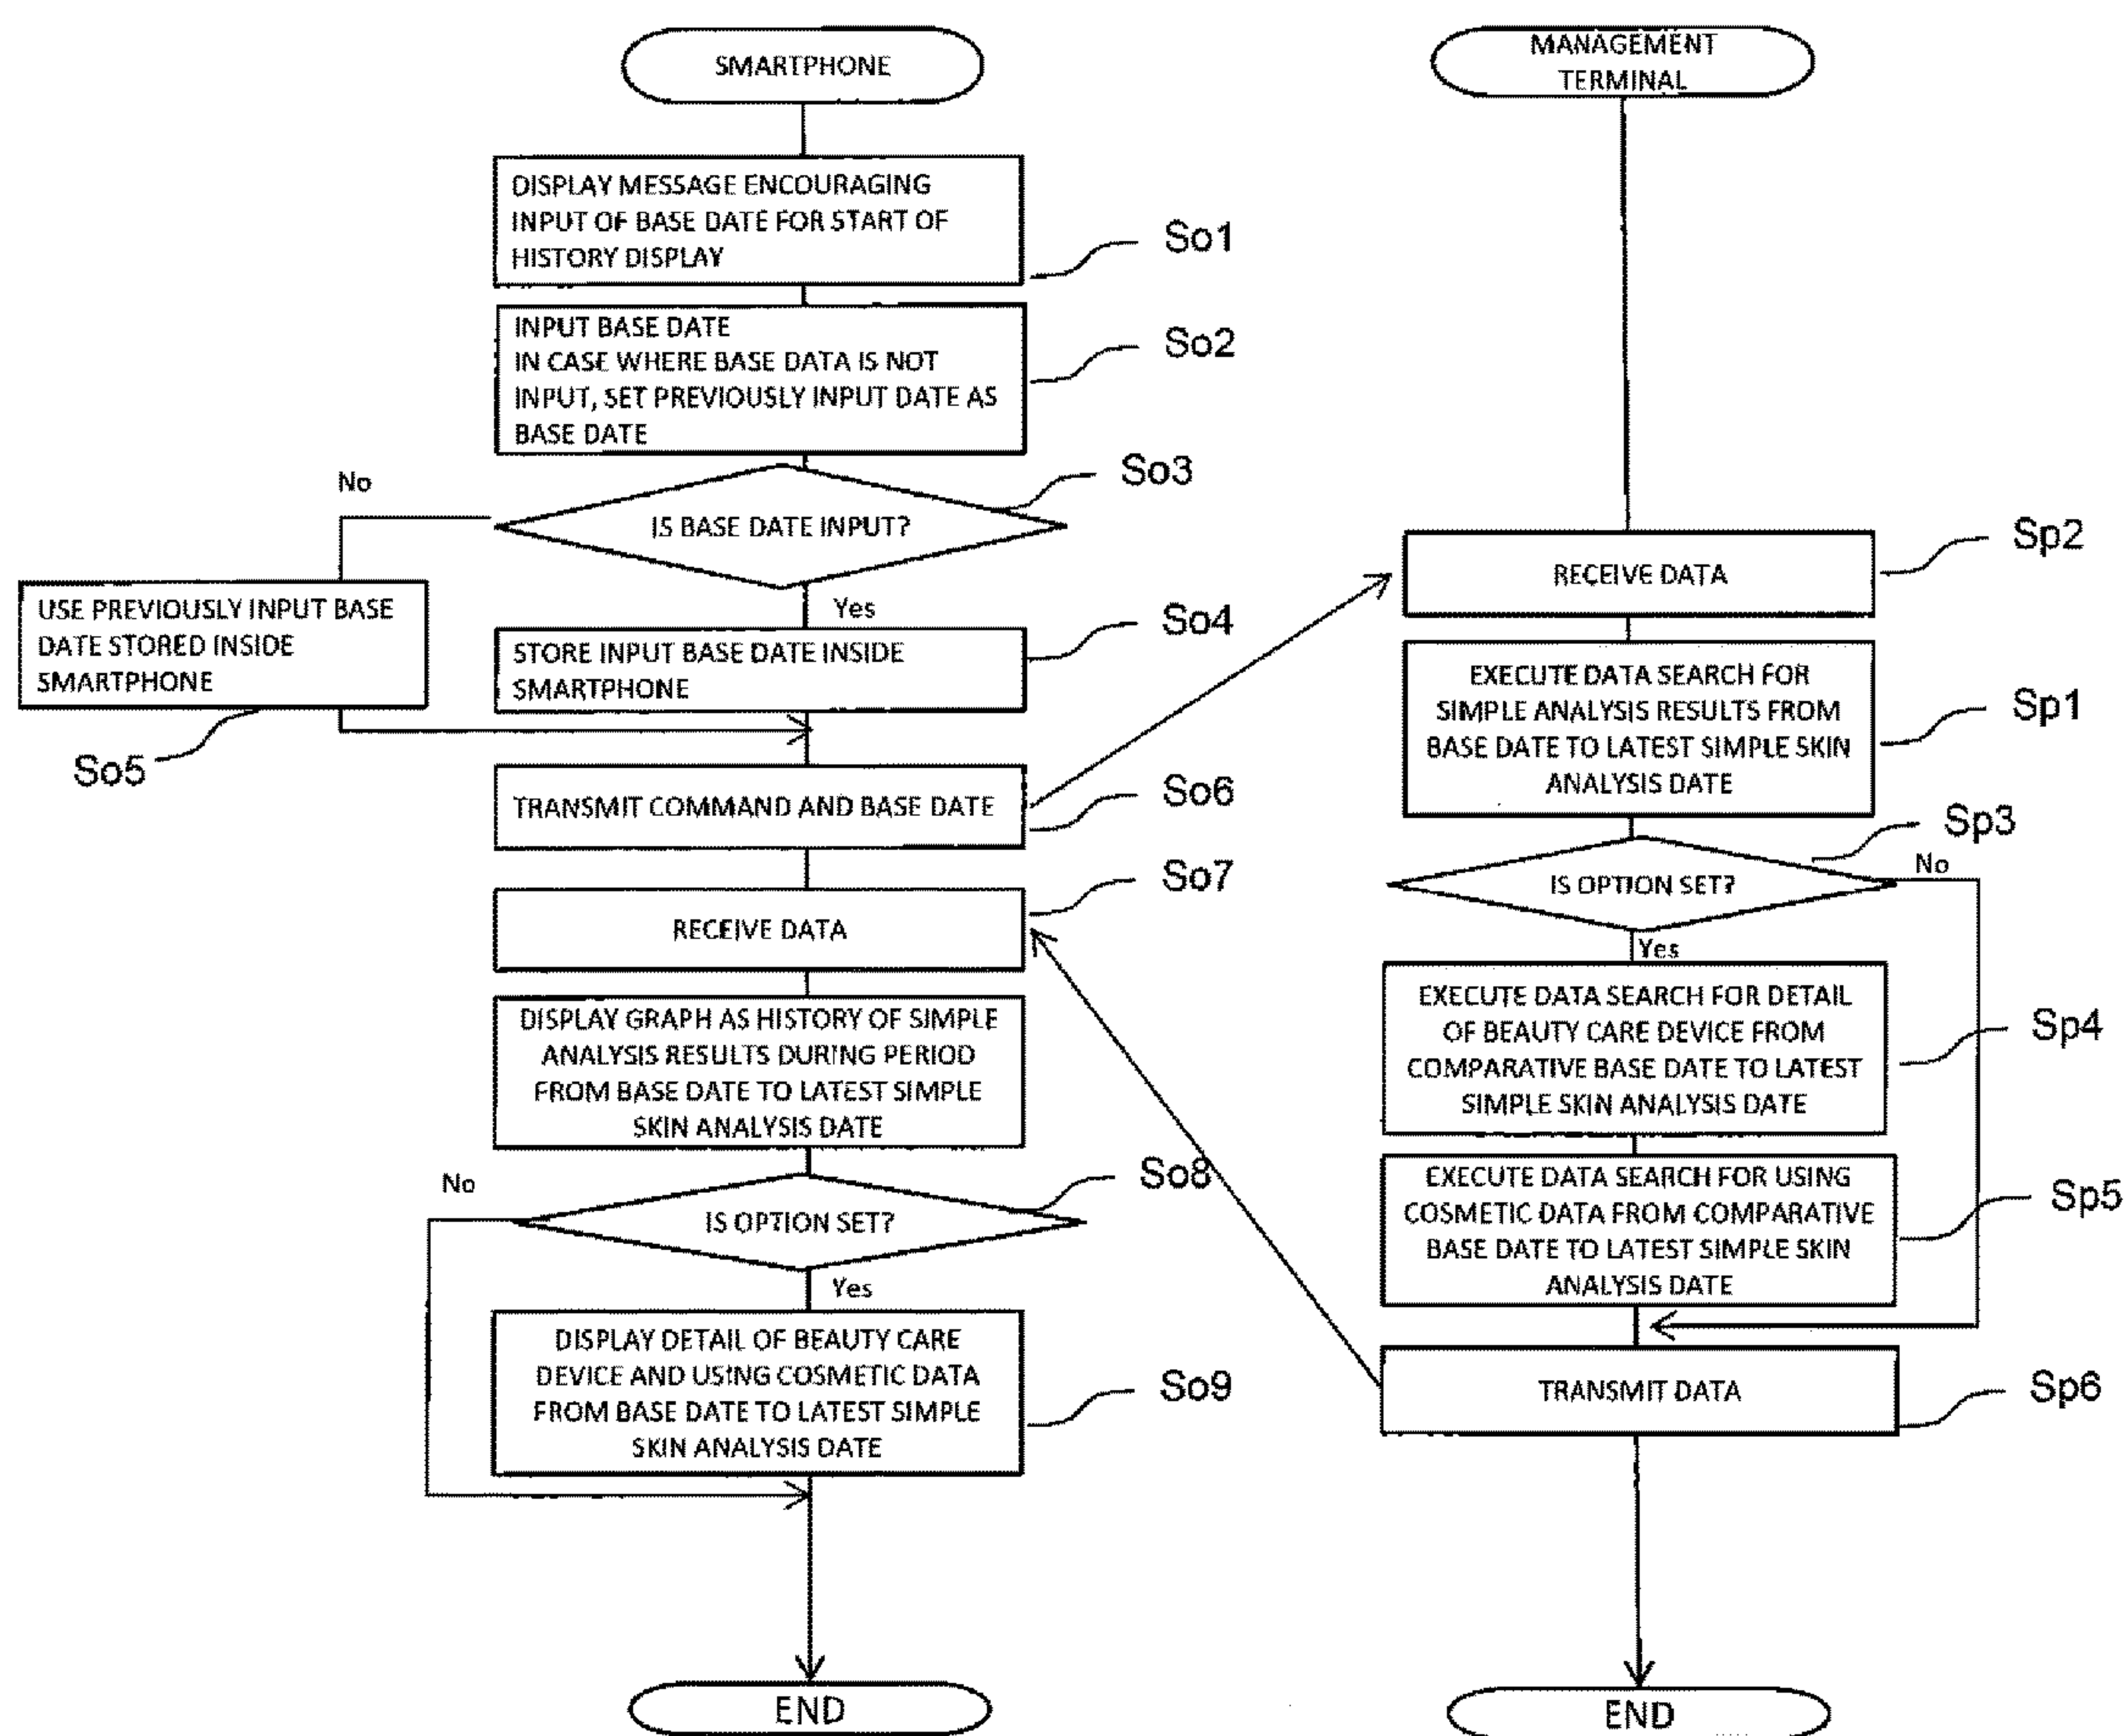 SMARTPHONE
DISPLAY MESSAGE ENCOURAGING
INPUT OF BASE DATE FOR START OF
HISTORY DISPLAY
So1
INPUT BASE DATE
IN CASE WHERE BASE DATA IS NOT
INPUT, SET PREVIOUSLY INPUT DATE AS
BASE DATE
So2
IS BASE DATE INPUT?
So3
No
Yes
USE PREVIOUSLY INPUT BASE
DATE STORED INSIDE
SMARTPHONE
So5
STORE INPUT BASE DATE INSIDE
SMARTPHONE
So4
TRANSMIT COMMAND AND BASE DATE
So6
RECEIVE DATA
So7
DISPLAY GRAPH AS HISTORY OF SIMPLE
ANALYSIS RESULTS DURING PERIOD
FROM BASE DATE TO LATEST SIMPLE
SKIN ANALYSIS DATE
IS OPTION SET?
So8
No
Yes
DISPLAY DETAIL OF BEAUTY CARE
DEVICE AND USING COSMETIC DATA
FROM BASE DATE TO LATEST SIMPLE
SKIN ANALYSIS DATE
So9
END
MANAGEMENT
TERMINAL
RECEIVE DATA
Sp2
EXECUTE DATA SEARCH FOR
SIMPLE ANALYSIS RESULTS FROM
BASE DATE TO LATEST SIMPLE SKIN
ANALYSIS DATE
Sp1
IS OPTION SET?
Sp3
No
Yes
EXECUTE DATA SEARCH FOR DETAIL
OF BEAUTY CARE DEVICE FROM
COMPARATIVE BASE DATE TO LATEST
SIMPLE SKIN ANALYSIS DATE
Sp4
EXECUTE DATA SEARCH FOR USING
COSMETIC DATA FROM COMPARATIVE
BASE DATE TO LATEST SIMPLE SKIN
ANALYSIS DATE
Sp5
TRANSMIT DATA
Sp6
END